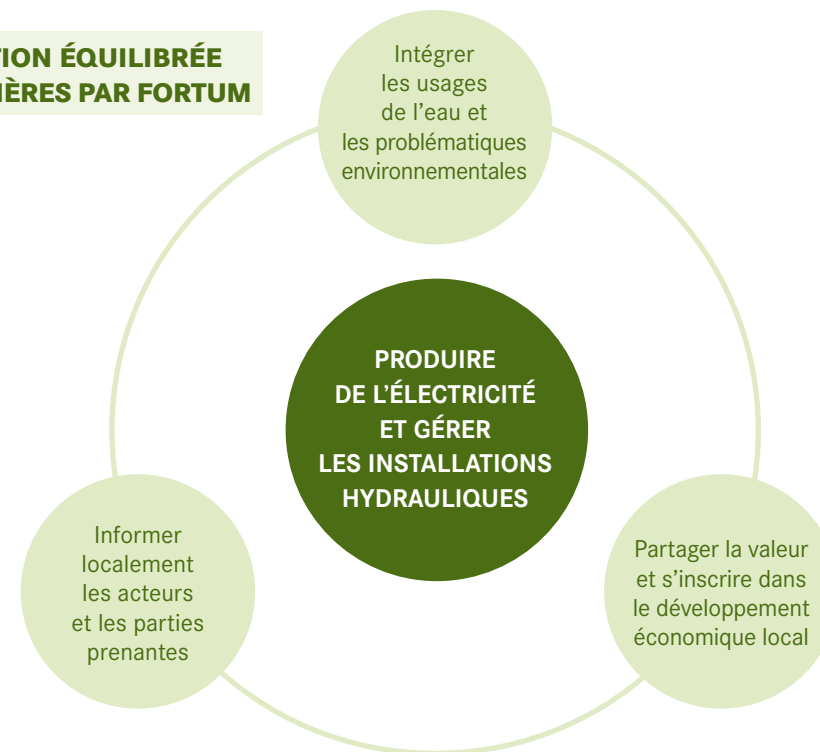 TION ÉQUILIBRÉE
IÈRES PAR FORTUM
Intégrer
les usages
de l'eau et
les problématiques
environnementales
PRODUIRE
DE L'ÉLECTRICITÉ
ET GÉRER
LES INSTALLATIONS
HYDRAULIQUES
Informer
localement
les acteurs
et les parties
prenantes
Partager la valeur
et s'inscrire dans
le développement
économique local